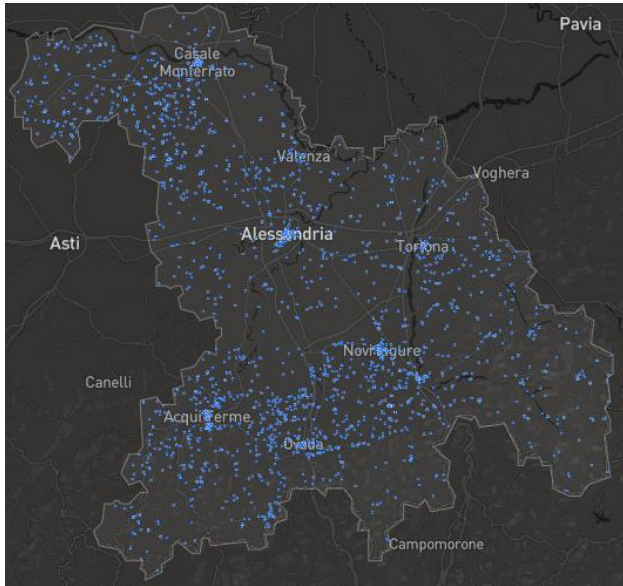 Pavia
Casale
Monferrato
Valenza
Voghera
Alessandria
Asti
Tortona
Novi Ligure
Canelli
Acqui Terme
Ovada
Campomorone